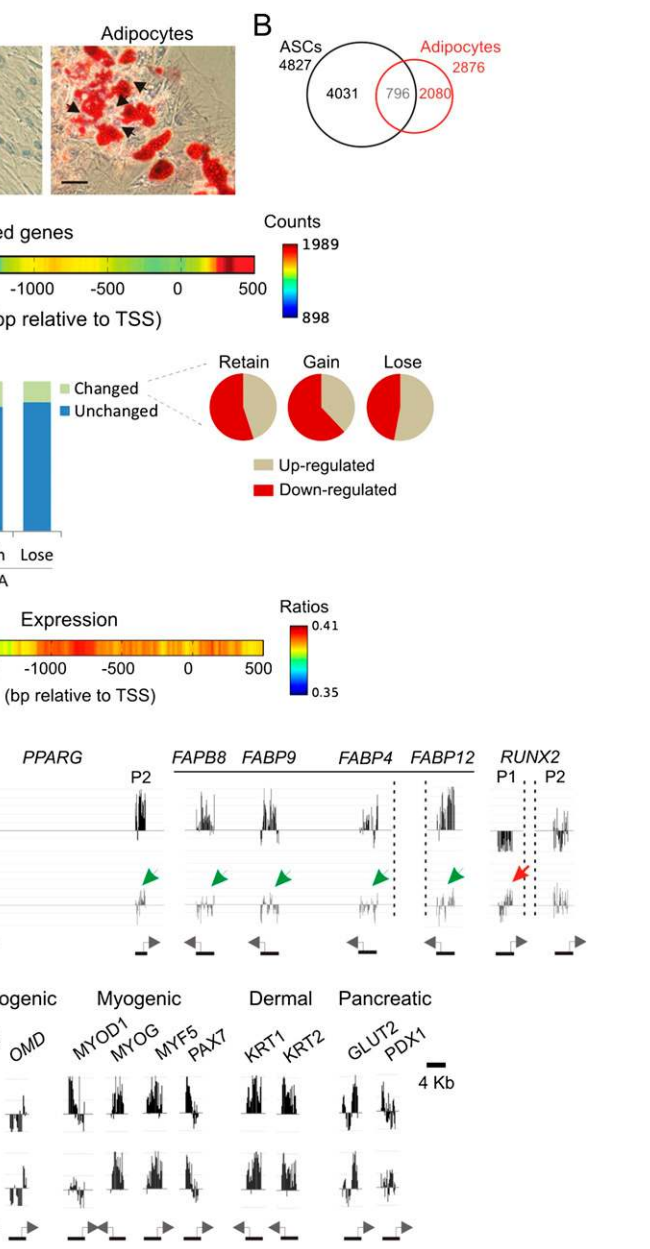 Adipocytes
B
ASCs
4827
Adipocytes
2876
4031
796
2080
ed genes
Counts
1989
898
-1000 -500 0 500
op relative to TSS)
Changed
Unchanged
Retain Gain Lose
Up-regulated
Down-regulated
n Lose
A
Expression
Ratios
0.41
0.35
-1000 -500 0 500
(bp relative to TSS)
PPARG FAPB8 FABP9 FABP4 FABP12 RUNX2
P2 P1 P2
ogenic Myogenic Dermal Pancreatic
OMD MYOD1 MYOG MYF5 PAX7 KRT1 KRT2 GLUT2 PDX1
4 Kb